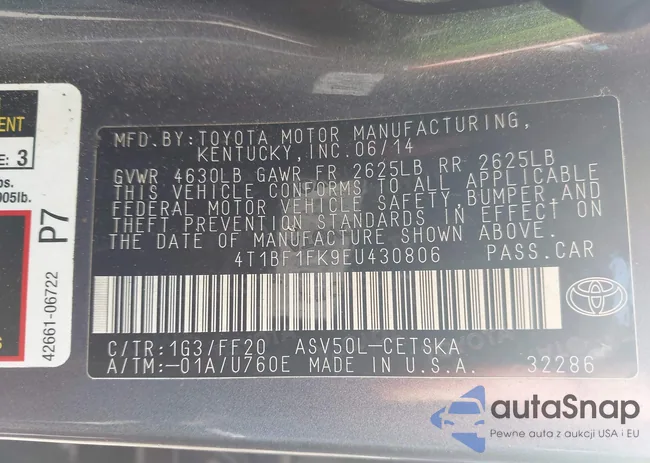 ENT
E: 3
os.
905lb.
P7
42661-06722
S
MFD.BY:TOYOTA MOTOR MANUFACTURING,
KENTUCKY,INC.06/14
GVWR 4630LB GAWR FR 2625LB RR 2625LB
THIS VEHICLE CONFORMS TO ALL APPLICABLE
FEDERAL MOTOR VEHICLE SAFETY,BUMPER,AND
THEFT PREVENTION STANDARDS IN EFFECT ON
THE DATE OF MANUFACTURE SHOWN ABOVE.
4T1BF1FK9EU430806 PASS.CAR
C/TR:1G3/FF20 ASV50L-CETSKA
A/TM:-01A/U760E MADE IN U.S.A. 32286
autaSnap
Pewne auta z aukcji USA i EU